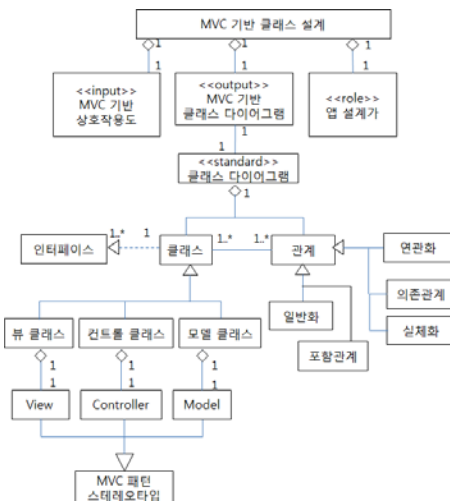 MVC 기반 클래스 설계
1
1
1
1
1
1
<<input>>
MVC 기반
상호작용도
<<output>>
MVC 기반
클래스 다이어그램
<<role>>
앱 설계가
1
1
<<standard>>
클래스 다이어그램
1
인터페이스
1..*
1
클래스
1..*
1..*
관계
연관화
의존관계
실체화
일반화
포함관계
뷰 클래스
컨트롤 클래스
모델 클래스
1
1
1
1
1
1
View
Controller
Model
MVC 패턴
스테레오타입